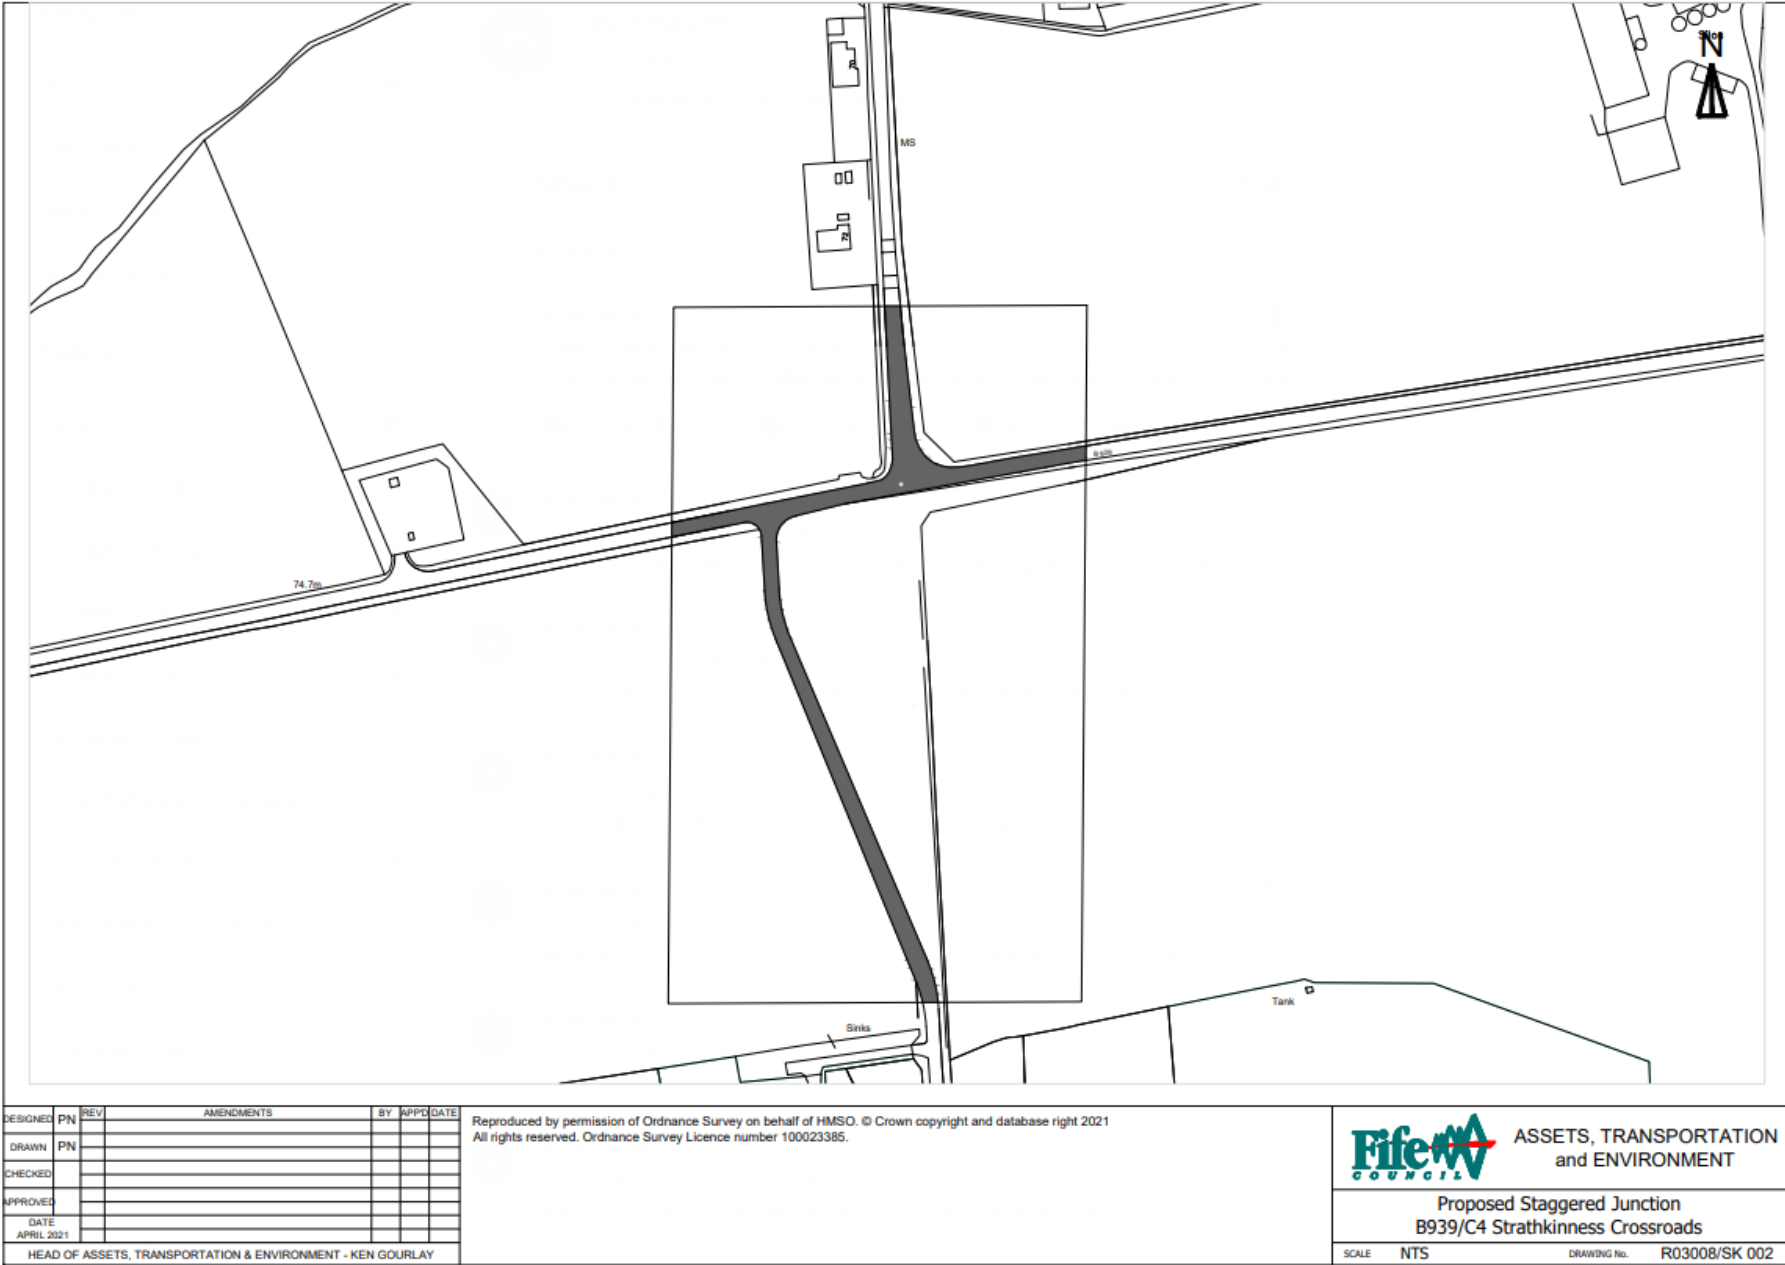 Silos
N
70
MS
72
74.7m
Sinks
Tank
DESIGNED PN REV AMENDMENTS BY APP'D DATE
DRAWN PN
CHECKED
APPROVED
DATE
APRIL 2021
HEAD OF ASSETS, TRANSPORTATION & ENVIRONMENT - KEN GOURLAY
Reproduced by permission of Ordnance Survey on behalf of HMSO. © Crown copyright and database right 2021
All rights reserved. Ordnance Survey Licence number 100023385.
Fife
COUNCIL
ASSETS, TRANSPORTATION
and ENVIRONMENT
Proposed Staggered Junction
B939/C4 Strathkinness Crossroads
SCALE NTS DRAWING No. R03008/SK 002